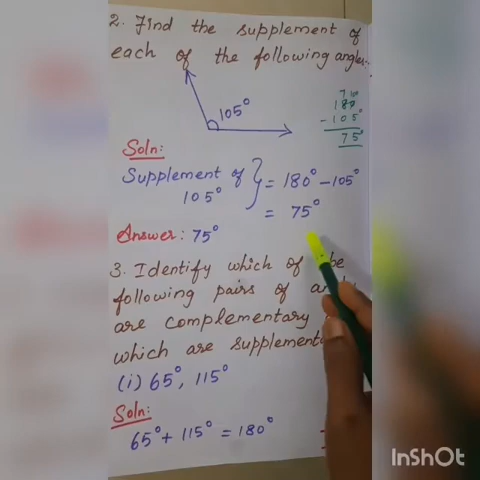 2. Find the supplement of
each of the following angles.
105°
7 10
180
- 105°
75°
Soln:
Supplement of
105°
} = 180° - 105°
= 75°
Answer: 75°
3. Identify which of
following pairs of
are complementary
which are
(i) 65°, 115°
Soln:
65° + 115° = 180°
InShOt